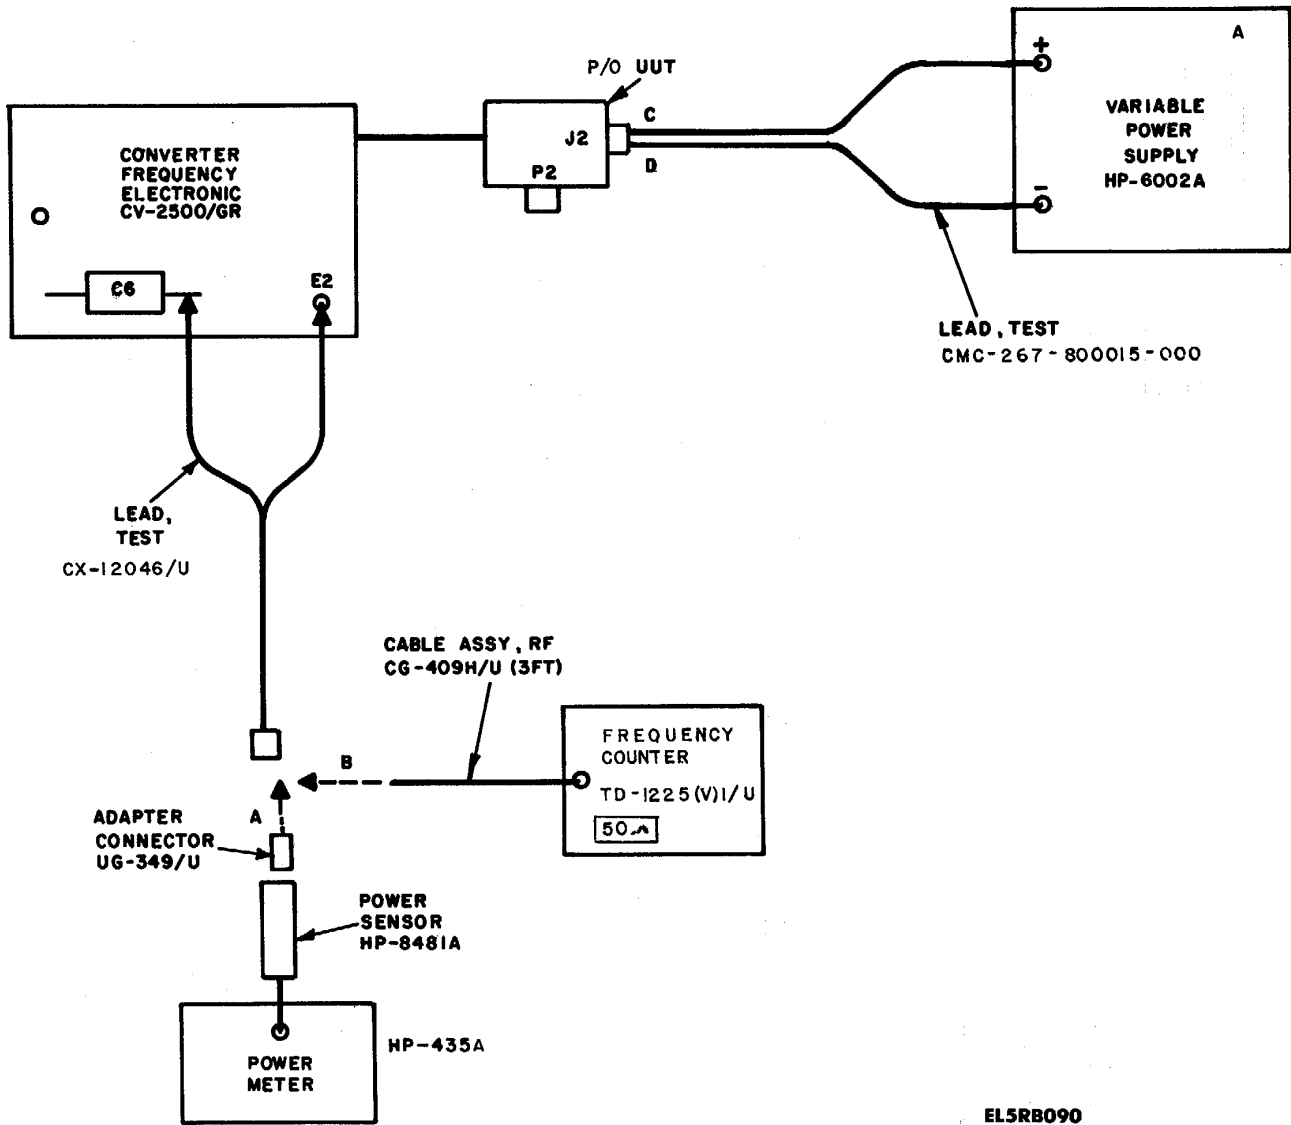 A
+
VARIABLE
POWER
SUPPLY
HP-6002A
-
P/O UUT
C
J2
D
P2
CONVERTER
FREQUENCY
ELECTRONIC
CV-2500/GR
C6
E2
LEAD, TEST
CMC-267-800015-000
LEAD,
TEST
CX-12046/U
CABLE ASSY, RF
CG-409H/U (3FT)
FREQUENCY
COUNTER
TD-1225(V)1/U
50Ω
B
A
ADAPTER
CONNECTOR
UG-349/U
POWER
SENSOR
HP-8481A
HP-435A
POWER
METER
EL5RB090